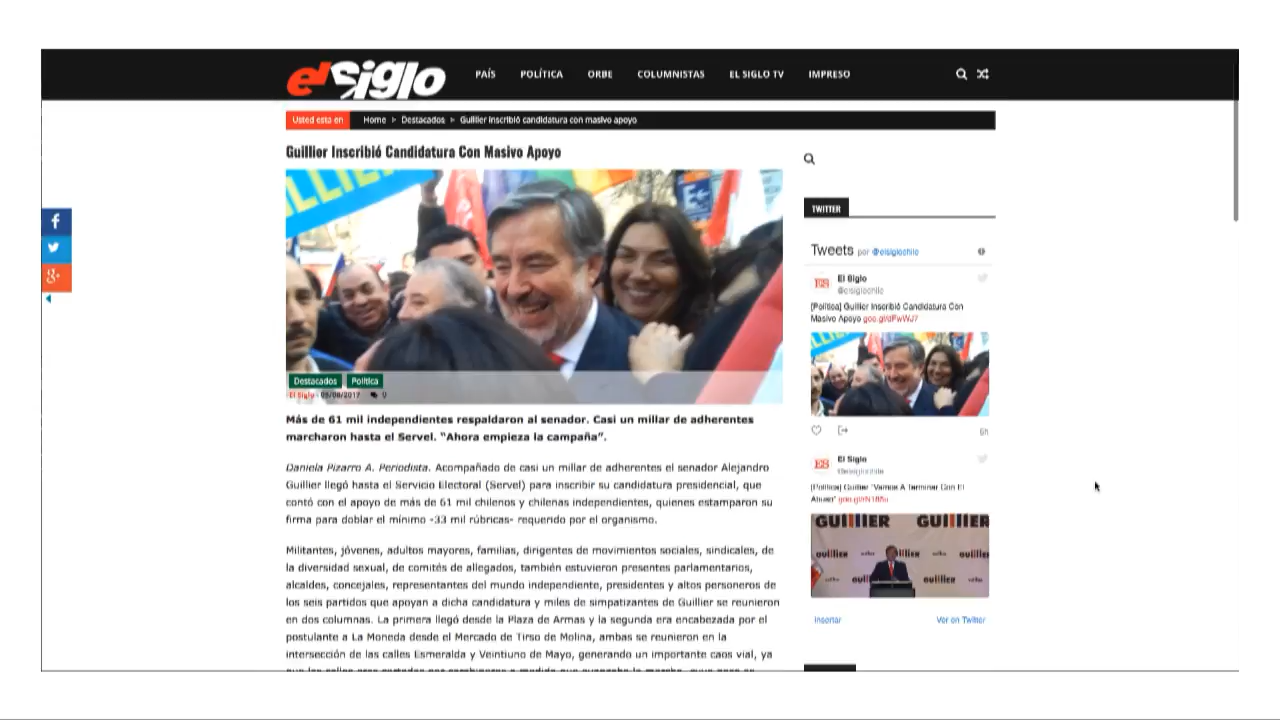 elsiglo
PAÍS POLÍTICA ORBE COLUMNISTAS EL SIGLO TV IMPRESO
Usted esta en Home > Destacados > Guillier inscribió candidatura con masivo apoyo
Guillier Inscribió Candidatura Con Masivo Apoyo
Destacados Política
El Siglo - 09/08/2017 0
Más de 61 mil independientes respaldaron al senador. Casi un millar de adherentes
marcharon hasta el Servel. “Ahora empieza la campaña”.
Daniela Pizarro A. Periodista. Acompañado de casi un millar de adherentes el senador Alejandro
Guillier llegó hasta el Servicio Electoral (Servel) para inscribir su candidatura presidencial, que
contó con el apoyo de más de 61 mil chilenos y chilenas independientes, quienes estamparon su
firma para doblar el mínimo -33 mil rúbricas- requerido por el organismo.
Militantes, jóvenes, adultos mayores, familias, dirigentes de movimientos sociales, sindicales, de
la diversidad sexual, de comités de allegados, también estuvieron presentes parlamentarios,
alcaldes, concejales, representantes del mundo independiente, presidentes y altos personeros de
los seis partidos que apoyan a dicha candidatura y miles de simpatizantes de Guillier se reunieron
en dos columnas. La primera llegó desde la Plaza de Armas y la segunda era encabezada por el
postulante a La Moneda desde el Mercado de Tirso de Molina, ambas se reunieron en la
intersección de las calles Esmeralda y Veintiuno de Mayo, generando un importante caos vial, ya
TWITTER
Tweets por @elsiglochile
ES El Siglo
@elsiglochile
[Política] Guillier Inscribió Candidatura Con
Masivo Apoyo
6h
ES El Siglo
@elsiglochile
[Política] Guillier "Vamos A Terminar Con El
Abuso"
GUIllIER GUIllIER
Insertar Ver en Twitter